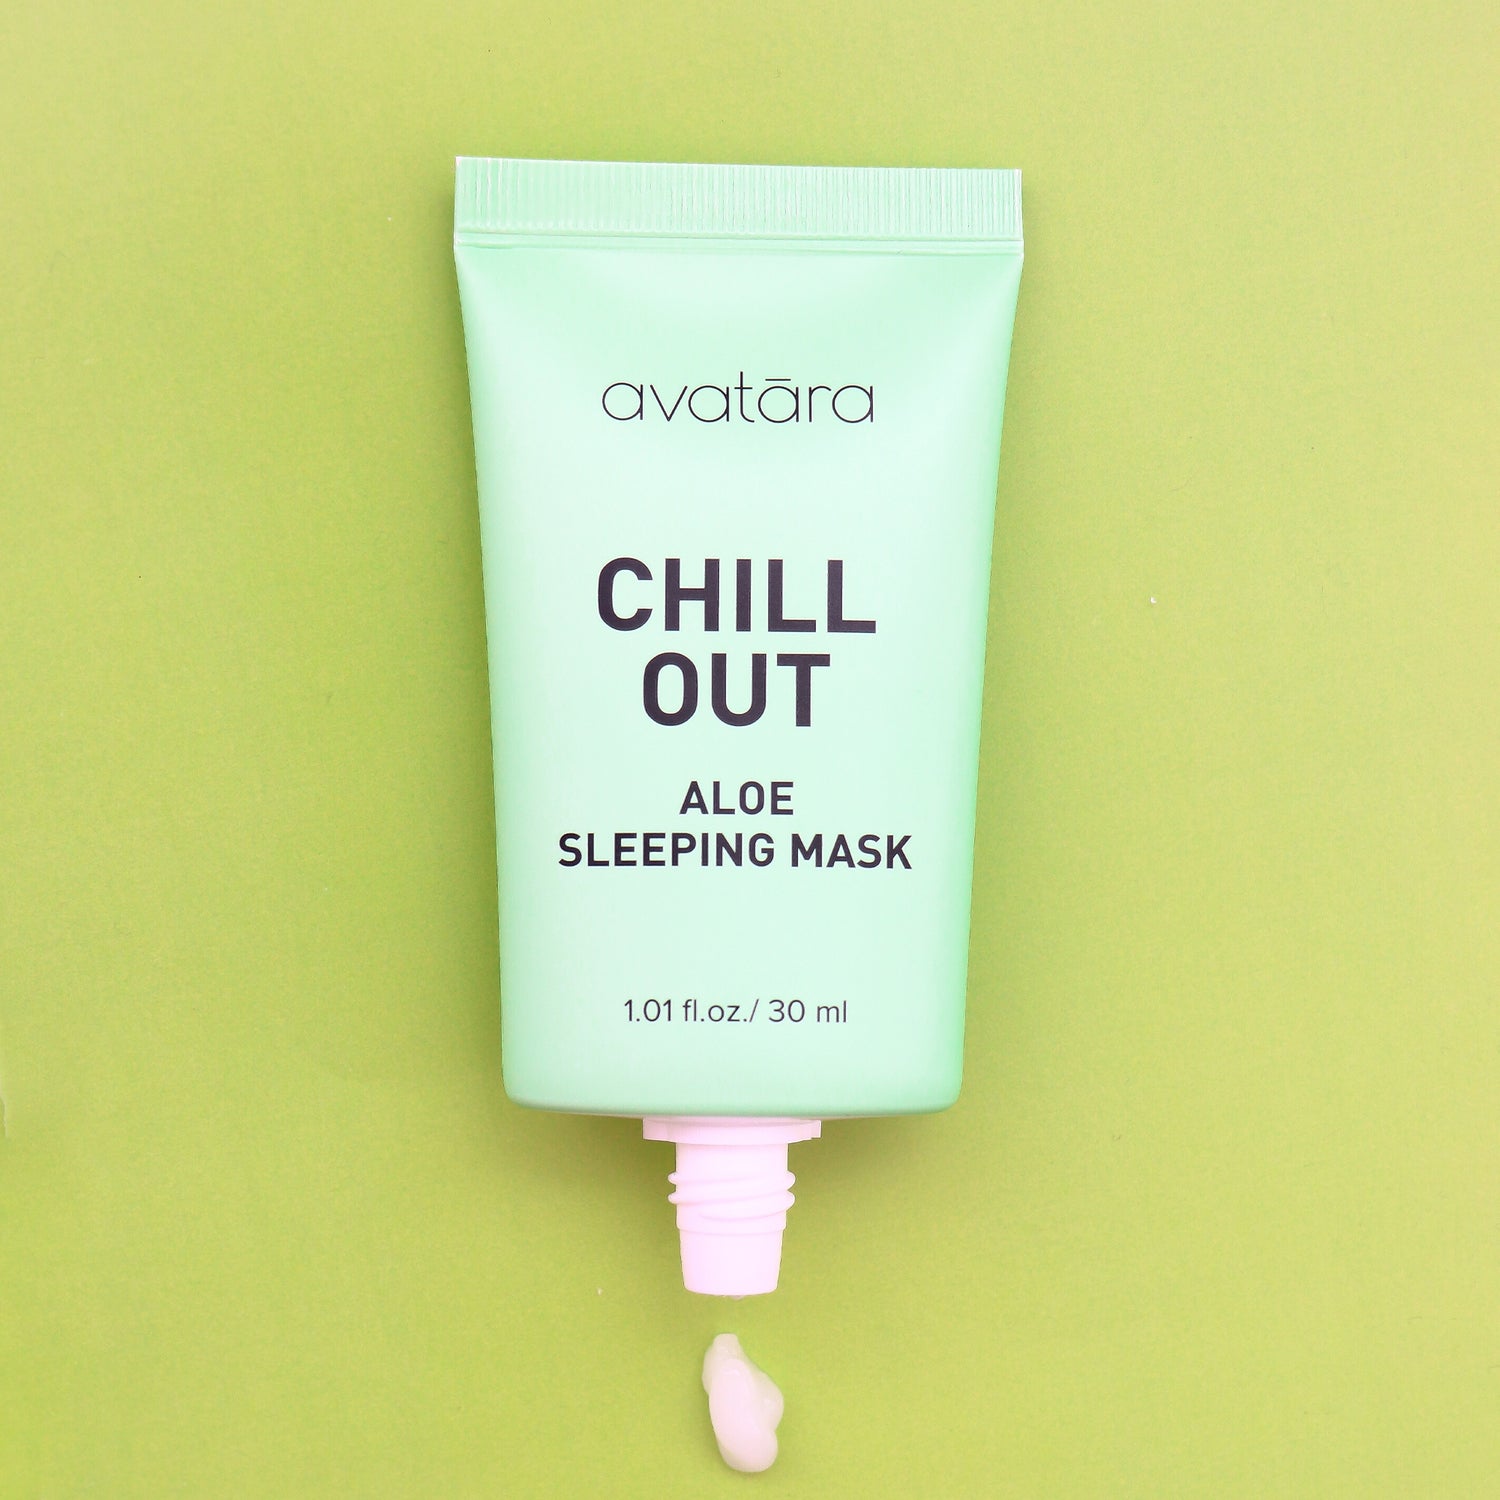 avatāra
CHILL
OUT
ALOE
SLEEPING MASK
1.01 fl.oz./ 30 ml